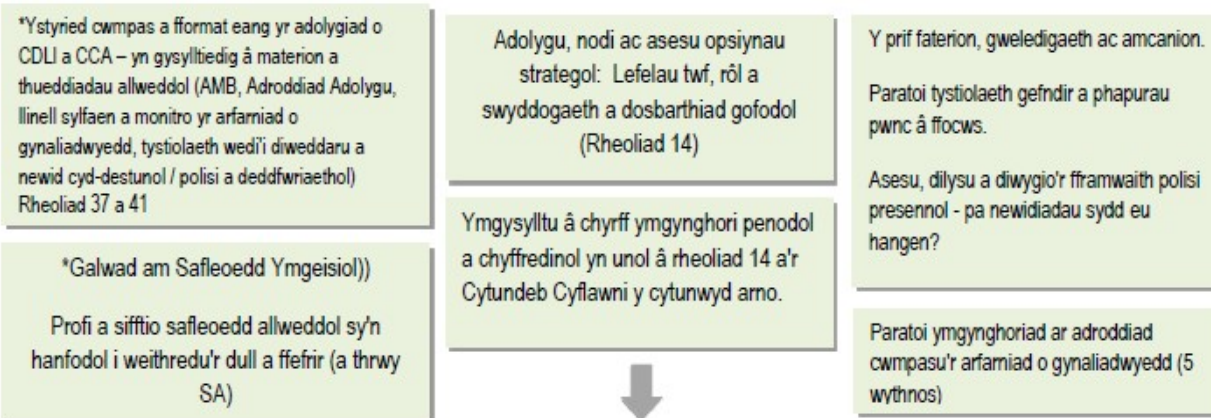 *Ystyried cwmpas a fformat eang yr adolygiad o
CDLl a CCA – yn gysylltiedig â materion a
thueddiadau allweddol (AMB, Adroddiad Adolygu,
llinell sylfaen a monitro yr arfarniad o
gynaliadwyedd, tystiolaeth wedi'i diweddaru a
newid cyd-destunol / polisi a deddfwriaethol)
Rheoliad 37 a 41
*Galwad am Safleoedd Ymgeisiol))
Profi a sifftio safleoedd allweddol sy'n
hanfodol i weithredu'r dull a ffefrir (a thrwy
SA)
Adolygu, nodi ac asesu opsiynau
strategol: Lefelau twf, rôl a
swyddogaeth a dosbarthiad gofodol
(Rheoliad 14)
Ymgysylltu â chyrff ymgynghori penodol
a chyffredinol yn unol â rheoliad 14 a'r
Cytundeb Cyflawni y cytunwyd arno.
Y prif faterion, gweledigaeth ac amcanion.
Paratoi tystiolaeth gefndir a phapurau
pwnc â ffocws.
Asesu, dilysu a diwygio'r fframwaith polisi
presennol - pa newidiadau sydd eu
hangen?
Paratoi ymgynghoriad ar adroddiad
cwmpasu'r arfarniad o gynaliadwyedd (5
wythnos)